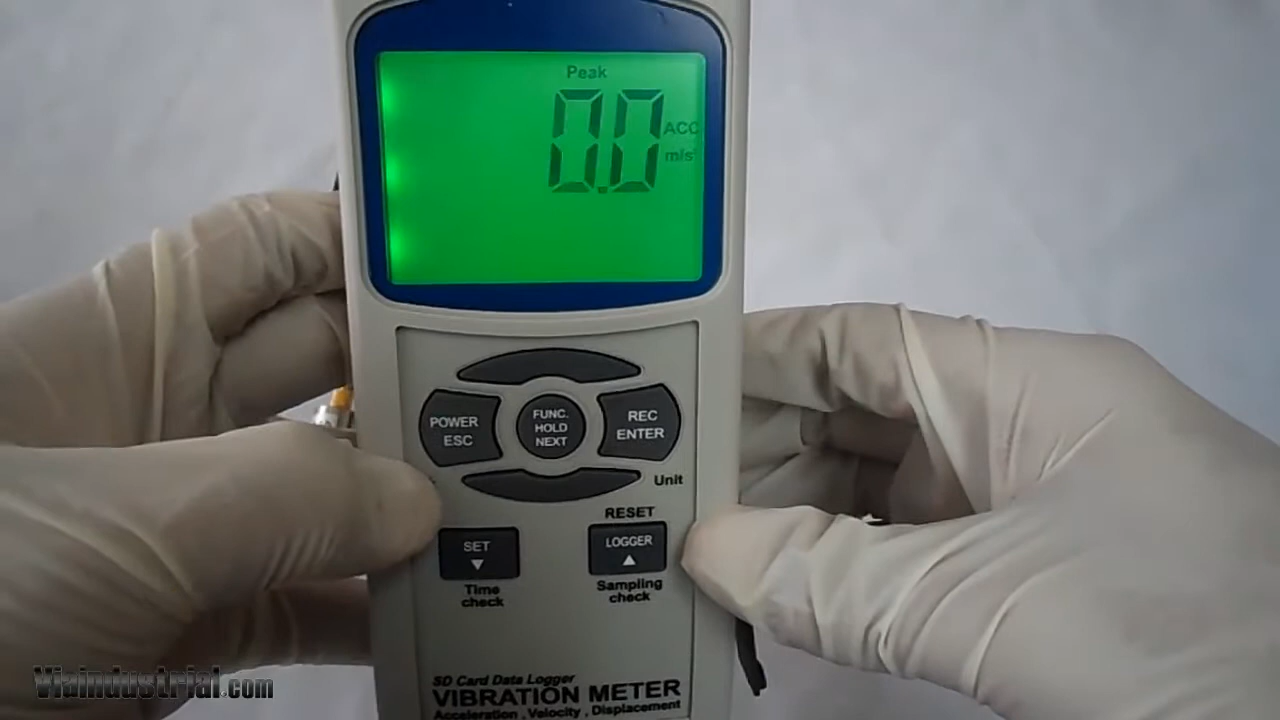 Peak
0.0
ACC
m/s²
POWER
ESC
FUNC.
HOLD
NEXT
REC
ENTER
Unit
RESET
SET
▼
LOGGER
▲
Time
check
Sampling
check
SD Card Data Logger
VIBRATION METER
Acceleration , Velocity , Displacement
Viaindustrial.com